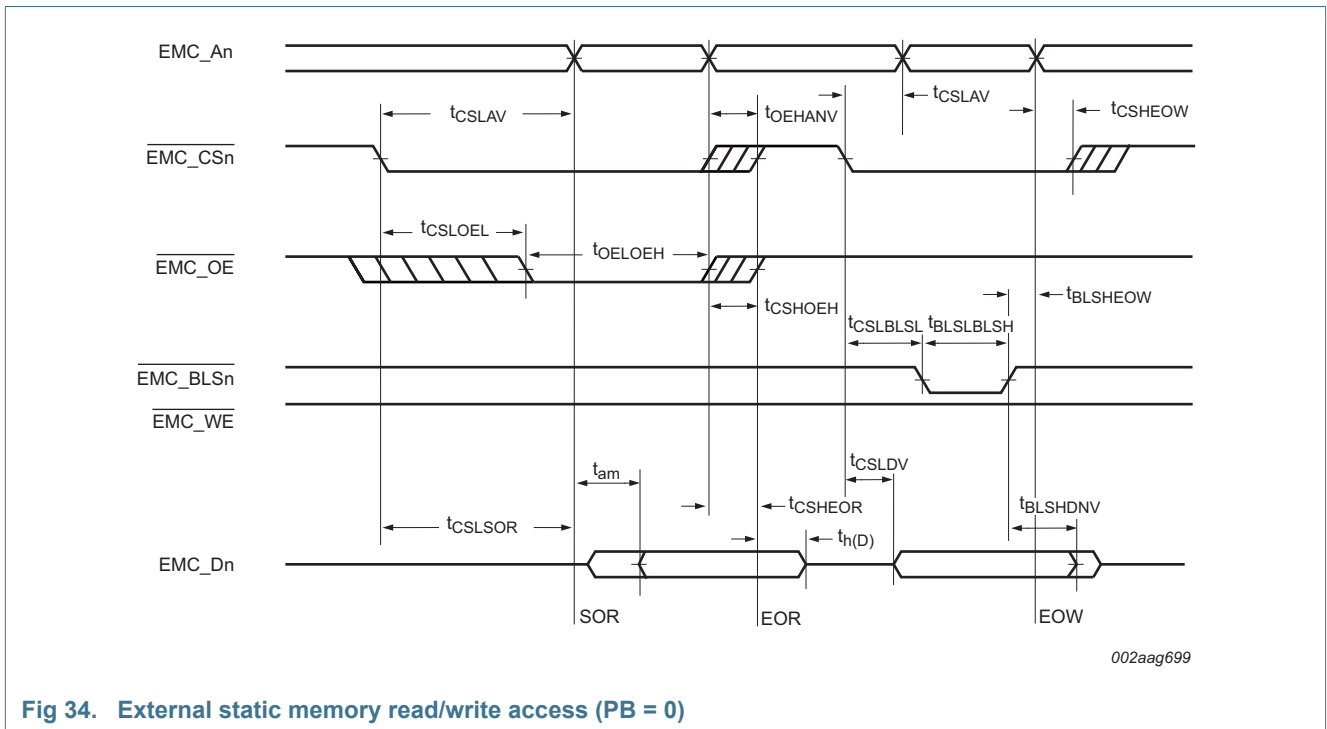 EMC_An
tCSLAV
tOEHANV
tCSLAV
tCSHEOW
EMC_CSn
tCSLOEL
tOELOEH
EMC_OE
tCSHOEH
tBLSHEOW
tCSLBLSL
tBLSLBLSH
EMC_BLSn
EMC_WE
tam
tCSLDV
tCSLSOR
tCSHEOR
tBLSHDNV
th(D)
EMC_Dn
SOR
EOR
EOW
002aag699
Fig 34. External static memory read/write access (PB = 0)